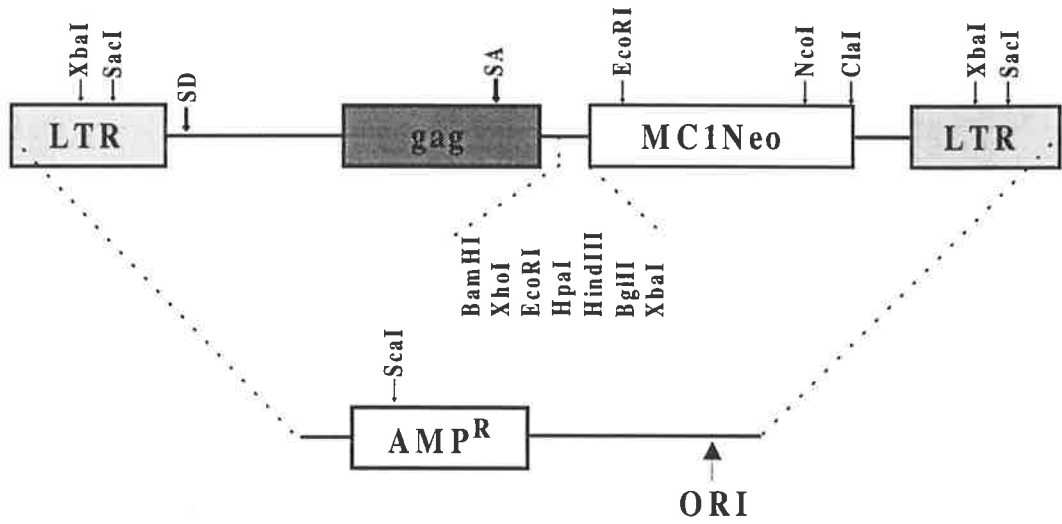 XbaI
SacI
SD
SA
EcoRI
NcoI
ClaI
XbaI
SacI
LTR
gag
MC1Neo
LTR
BamHI
XhoI
EcoRI
HpaI
HindIII
BglII
XbaI
ScaI
AMPR
ORI